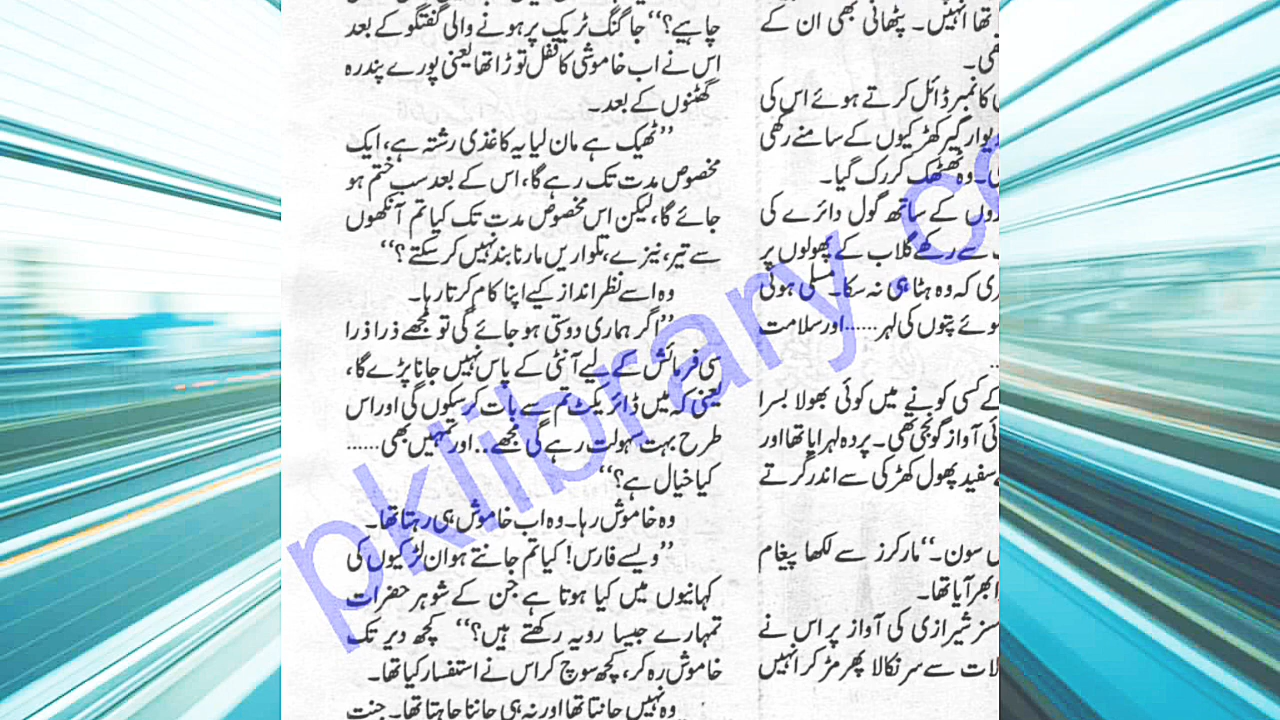 تھا انہیں۔ پٹھانی بھی ان کے
تھی۔
کا نمبر ڈائل کرتے ہوئے اس کی
دیوار گیر کھڑکیوں کے سامنے رکھی
وہ ٹھٹھک کر رک گیا۔
کے ساتھ گول دائرے کی
سے رکھے گلاب کے پھولوں پر
کہ وہ ہٹا ہی نہ سکا۔ مسلی ہوئی
پتوں کی لہر......اور سلامت
..
کے کسی کونے میں کوئی بھولا بسرا
آواز گونجی تھی۔ پردہ لہرایا تھا اور
سفید پھول کھڑکی سے اندر گرتے
سون۔‘‘ مارکرز سے لکھا پیغام
ابھر آیا تھا۔
مسز شیرازی کی آواز پر اس نے
سے سر نکالا پھر مڑ کر انہیں
چاہیے؟‘‘ جاگنگ ٹریک پر ہونے والی گفتگو کے بعد
اس نے اب خاموشی کا قفل توڑا تھا یعنی پورے پندرہ
گھنٹوں کے بعد۔
’’ٹھیک ہے مان لیا یہ کاغذی رشتہ ہے، ایک
مخصوص مدت تک رہے گا، اس کے بعد سب ختم ہو
جائے گا، لیکن اس مخصوص مدت تک کیا تم آنکھوں
سے تیر، نیزے، تلواریں مارنا بند نہیں کر سکتے؟‘‘
وہ اسے نظر انداز کیے اپنا کام کرتا رہا۔
’’اگر ہماری دوستی ہو جائے گی تو مجھے ذرا ذرا
سی فرمائش کے لیے آنٹی کے پاس نہیں جانا پڑے گا،
یعنی کہ میں ڈائریکٹ تم سے بات کر سکوں گی اور اس
طرح بہت سہولت رہے گی مجھے.. اور تمہیں بھی......
کیا خیال ہے؟‘‘
وہ خاموش رہا۔ وہ اب خاموش ہی رہتا تھا۔
’’ویسے فارس! کیا تم جانتے ہو ان لڑکیوں کی
کہانیوں میں کیا ہوتا ہے جن کے شوہر حضرات
تمہارے جیسا رویہ رکھتے ہیں؟‘‘ کچھ دیر تک
خاموش رہ کر، کچھ سوچ کر اس نے استفسار کیا تھا۔
وہ نہیں جانتا تھا اور نہ ہی جاننا چاہتا تھا۔ جنت
pklibrary.co